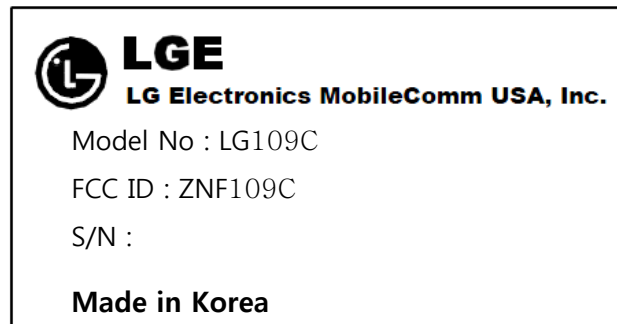 LGE
LG Electronics MobileComm USA, Inc.
Model No : LG109C
FCC ID : ZNF109C
S/N :
Made in Korea